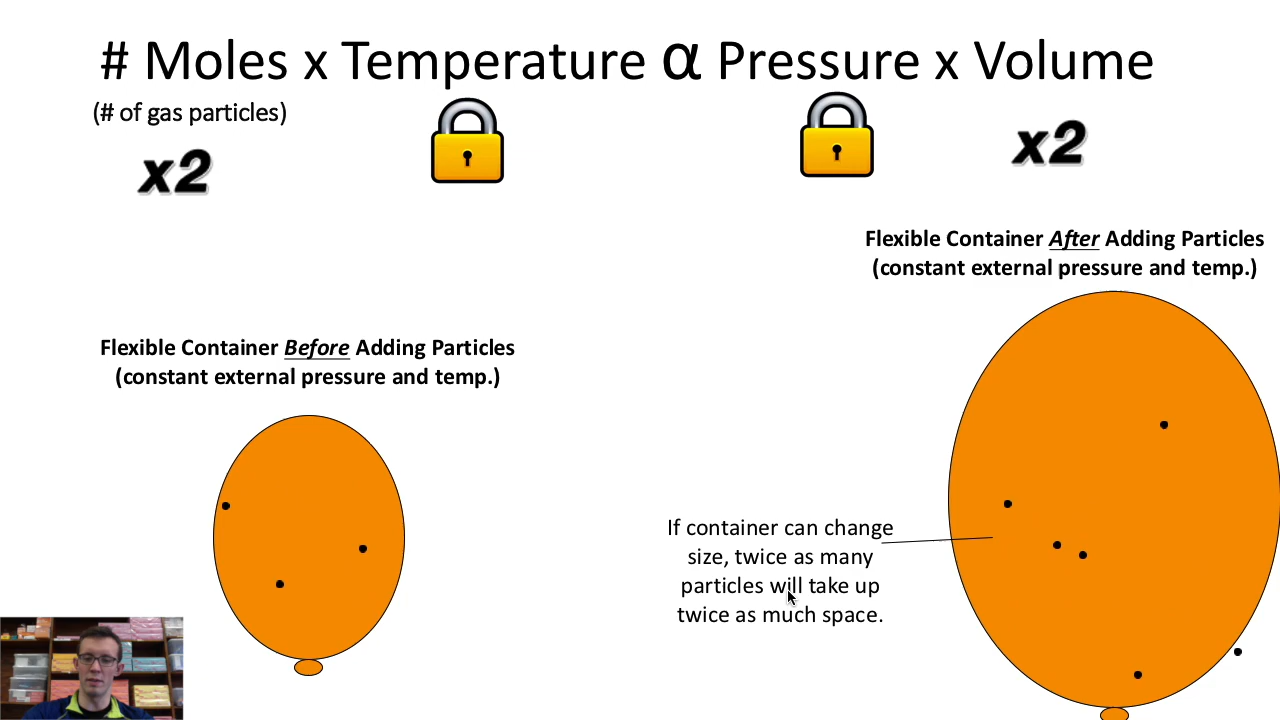 # Moles x Temperature α Pressure x Volume
(# of gas particles)
x2
x2
Flexible Container After Adding Particles
(constant external pressure and temp.)
Flexible Container Before Adding Particles
(constant external pressure and temp.)
If container can change
size, twice as many
particles will take up
twice as much space.